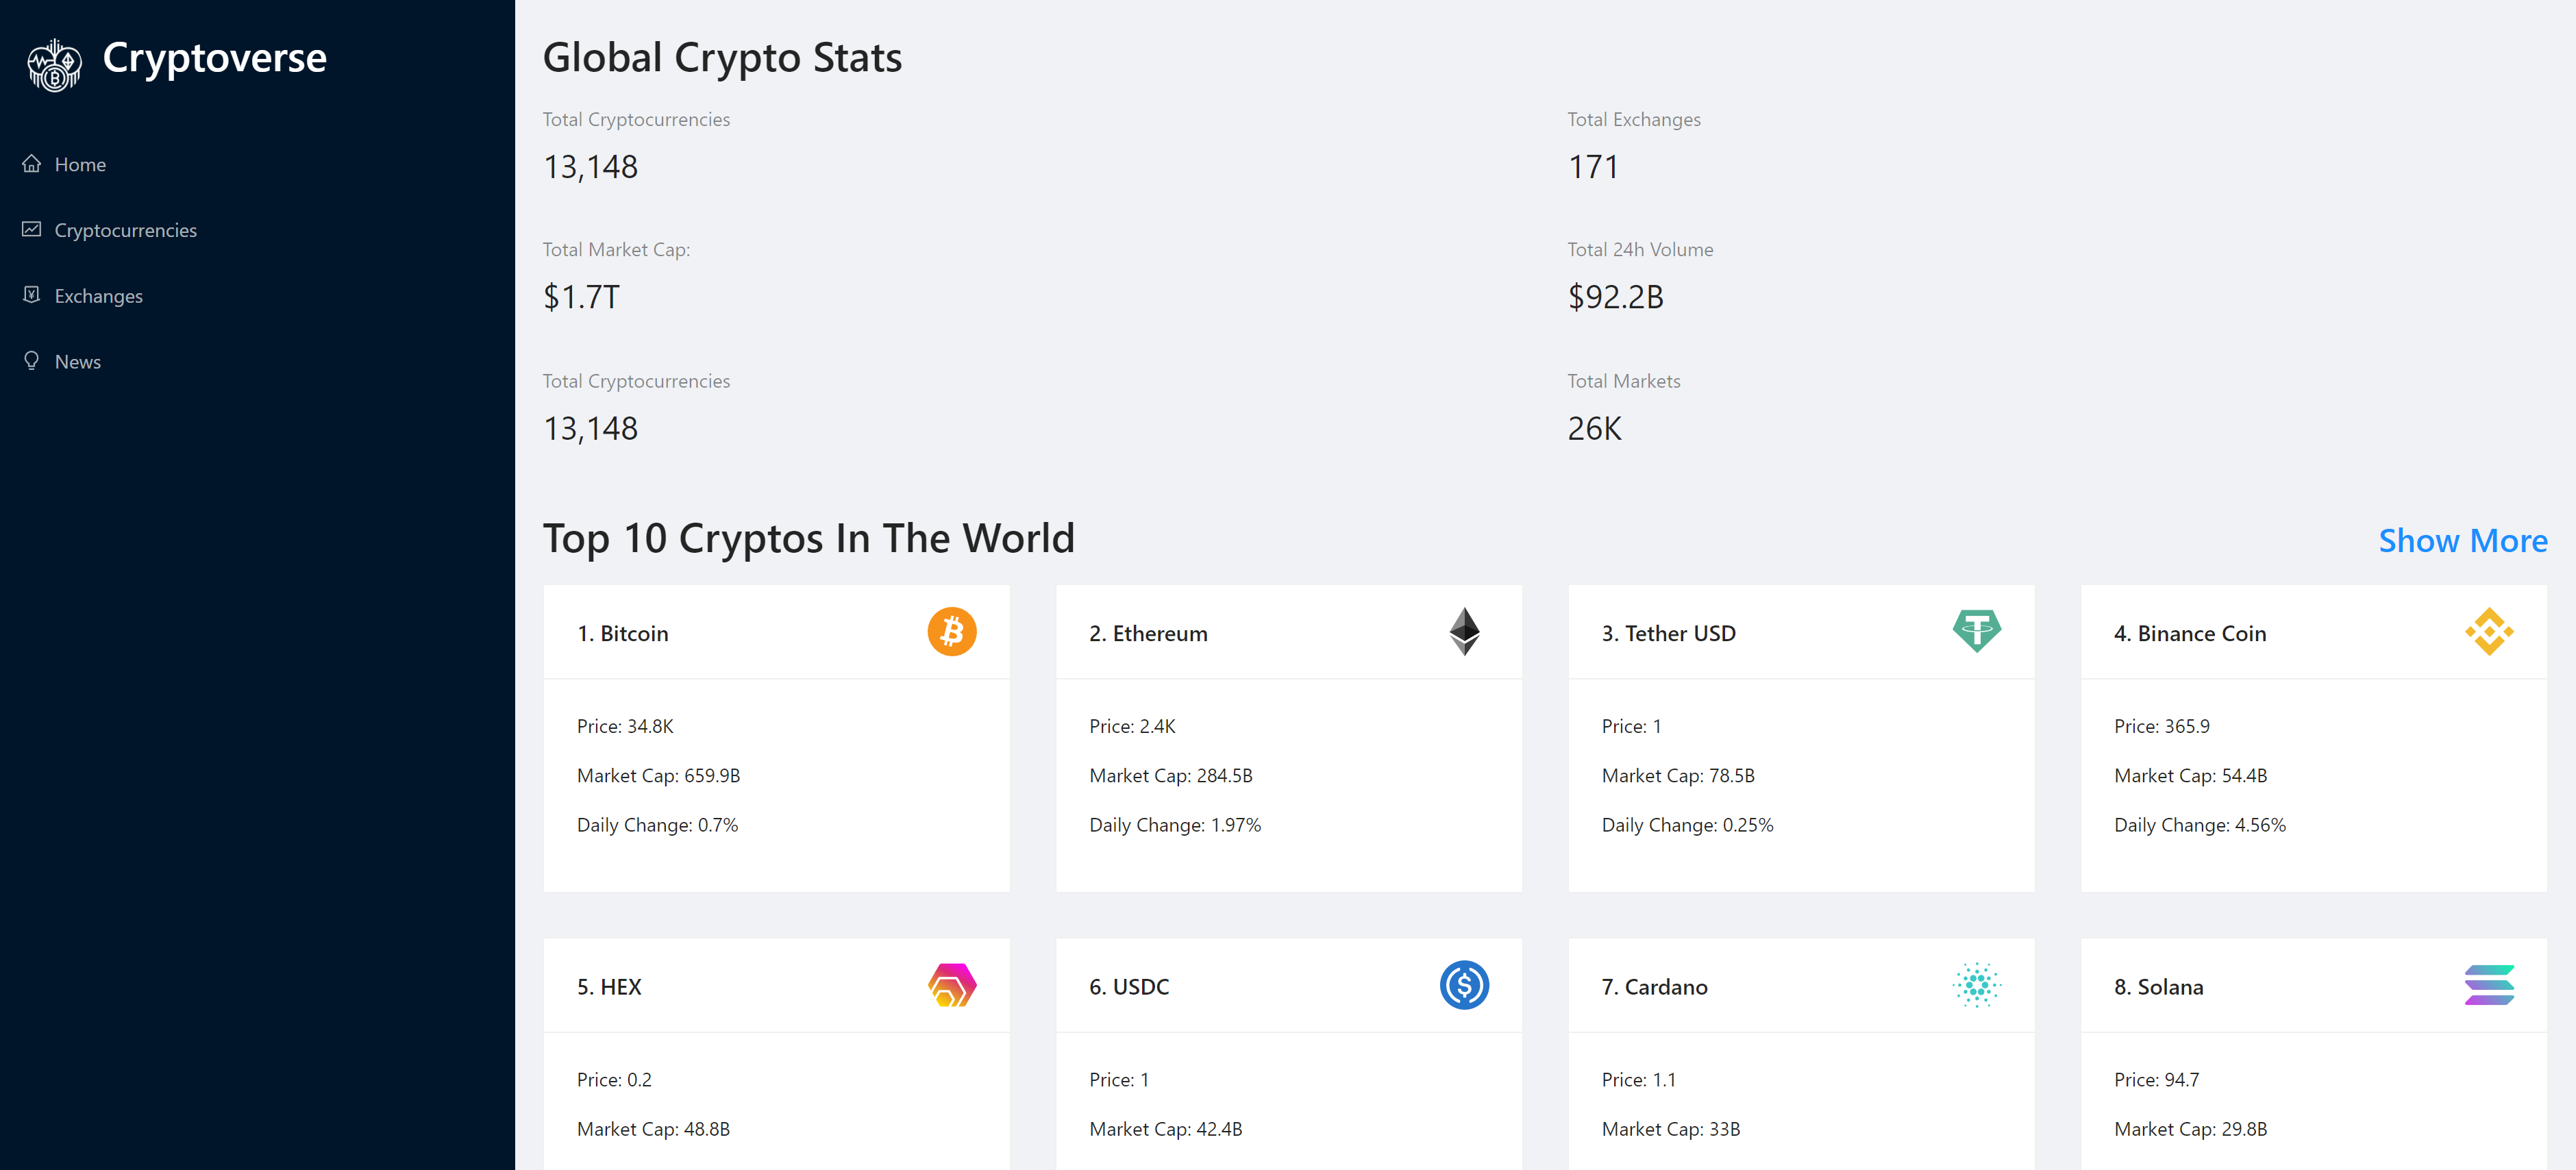 Cryptoverse
Home
Cryptocurrencies
Exchanges
News
Global Crypto Stats
Total Cryptocurrencies
13,148
Total Exchanges
171
Total Market Cap:
$1.7T
Total 24h Volume
$92.2B
Total Cryptocurrencies
13,148
Total Markets
26K
Top 10 Cryptos In The World
Show More
1. Bitcoin
Price: 34.8K
Market Cap: 659.9B
Daily Change: 0.7%
2. Ethereum
Price: 2.4K
Market Cap: 284.5B
Daily Change: 1.97%
3. Tether USD
Price: 1
Market Cap: 78.5B
Daily Change: 0.25%
4. Binance Coin
Price: 365.9
Market Cap: 54.4B
Daily Change: 4.56%
5. HEX
Price: 0.2
Market Cap: 48.8B
6. USDC
Price: 1
Market Cap: 42.4B
7. Cardano
Price: 1.1
Market Cap: 33B
8. Solana
Price: 94.7
Market Cap: 29.8B